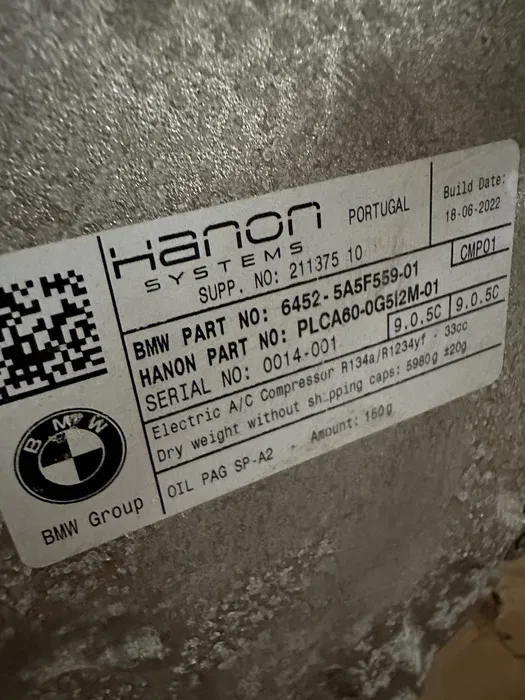 Hanon
SYSTEMS
PORTUGAL
Build Date:
18-06-2022
SUPP. NO: 211375 10
CMP01
BMW PART NO: 6452-5A5F559-01
HANON PART NO: PLCA60-0G5I2M-01
SERIAL NO: 0014-001
9.0.5C 9.0.5C
Electric A/C Compressor R134a/R1234yf · 33cc
Dry weight without shipping caps: 5980g ±20g
OIL PAG SP-A2 Amount: 150g
BMW
BMW Group